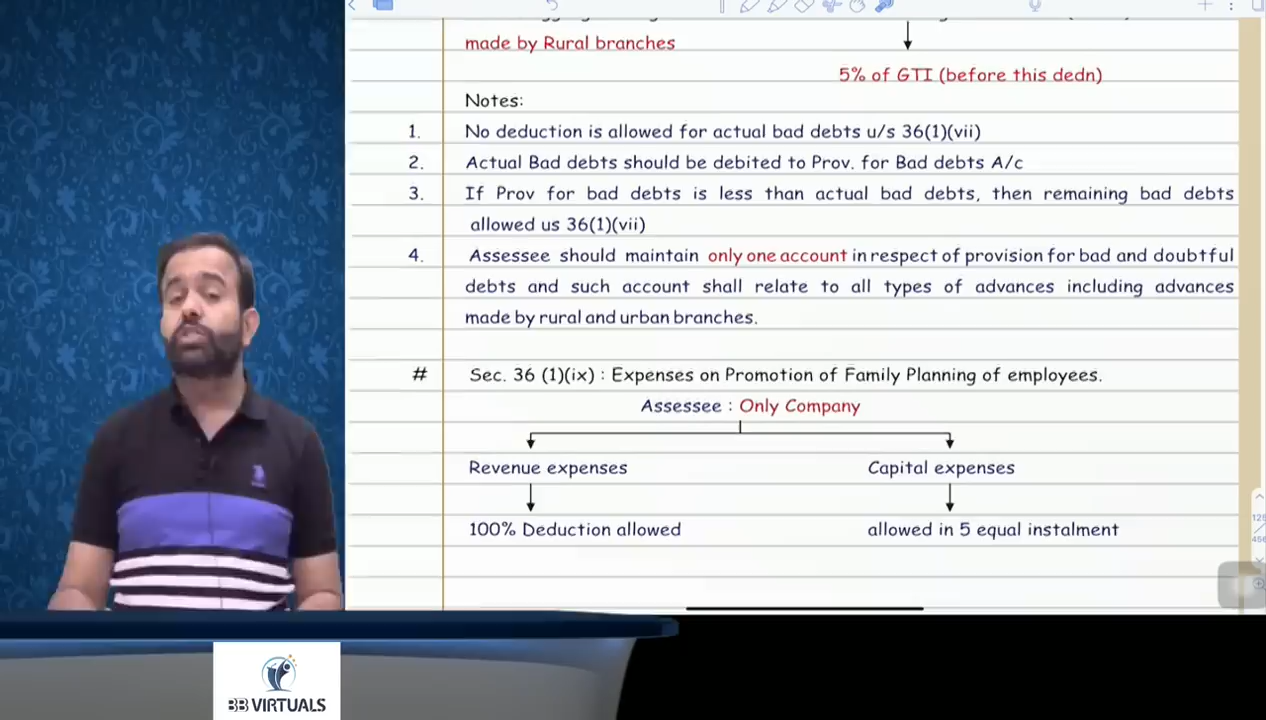 made by Rural branches
5% of GTI (before this dedn)
Notes:
1. No deduction is allowed for actual bad debts u/s 36(1)(vii)
2. Actual Bad debts should be debited to Prov. for Bad debts A/c
3. If Prov for bad debts is less than actual bad debts, then remaining bad debts
allowed us 36(1)(vii)
4. Assessee should maintain only one account in respect of provision for bad and doubtful
debts and such account shall relate to all types of advances including advances
made by rural and urban branches.
# Sec. 36 (1)(ix) : Expenses on Promotion of Family Planning of employees.
Assessee : Only Company
Revenue expenses Capital expenses
100% Deduction allowed allowed in 5 equal instalment
BB VIRTUALS